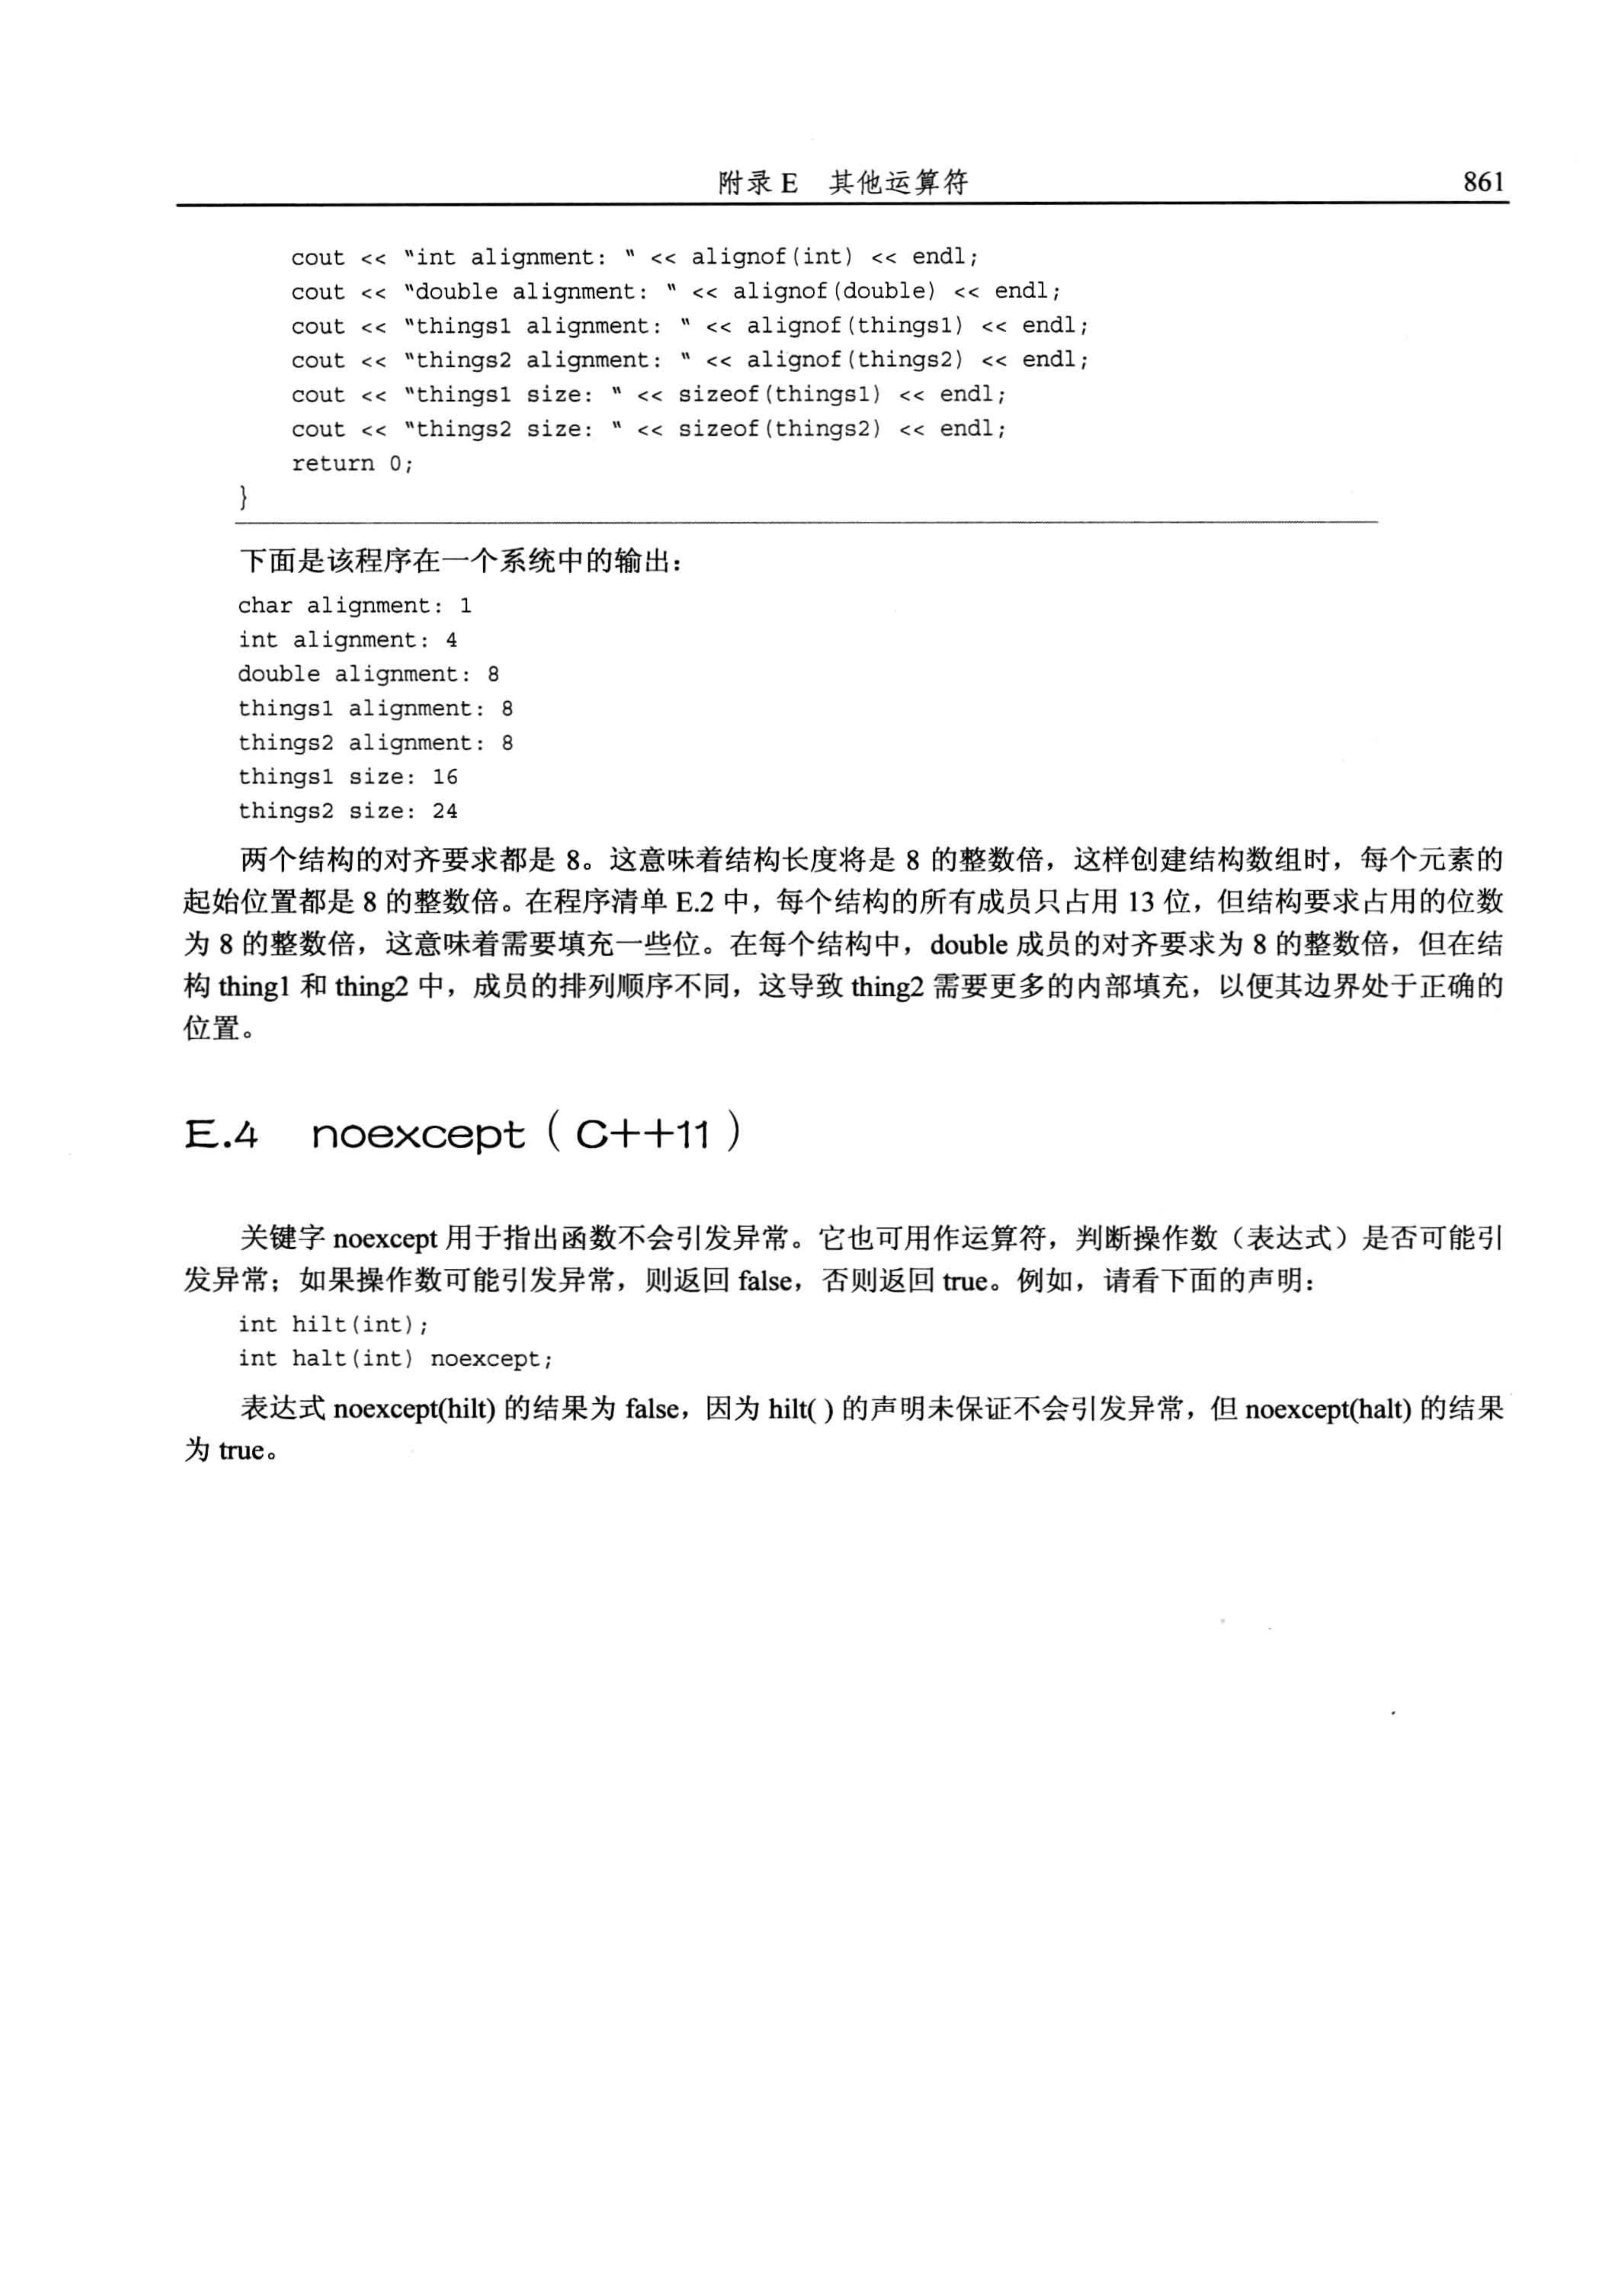 附录 E 其他运算符 861
cout << "int alignment: " << alignof(int) << endl;
cout << "double alignment: " << alignof(double) << endl;
cout << "things1 alignment: " << alignof(things1) << endl;
cout << "things2 alignment: " << alignof(things2) << endl;
cout << "things1 size: " << sizeof(things1) << endl;
cout << "things2 size: " << sizeof(things2) << endl;
return 0;
}
下面是该程序在一个系统中的输出：
char alignment: 1
int alignment: 4
double alignment: 8
things1 alignment: 8
things2 alignment: 8
things1 size: 16
things2 size: 24
两个结构的对齐要求都是 8。这意味着结构长度将是 8 的整数倍，这样创建结构数组时，每个元素的
起始位置都是 8 的整数倍。在程序清单 E.2 中，每个结构的所有成员只占用 13 位，但结构要求占用的位数
为 8 的整数倍，这意味着需要填充一些位。在每个结构中，double 成员的对齐要求为 8 的整数倍，但在结
构 thing1 和 thing2 中，成员的排列顺序不同，这导致 thing2 需要更多的内部填充，以便其边界处于正确的
位置。
E.4 noexcept（C++11）
关键字 noexcept 用于指出函数不会引发异常。它也可用作运算符，判断操作数（表达式）是否可能引
发异常；如果操作数可能引发异常，则返回 false，否则返回 true。例如，请看下面的声明：
int hilt(int);
int halt(int) noexcept;
表达式 noexcept(hilt) 的结果为 false，因为 hilt( ) 的声明未保证不会引发异常，但 noexcept(halt) 的结果
为 true。